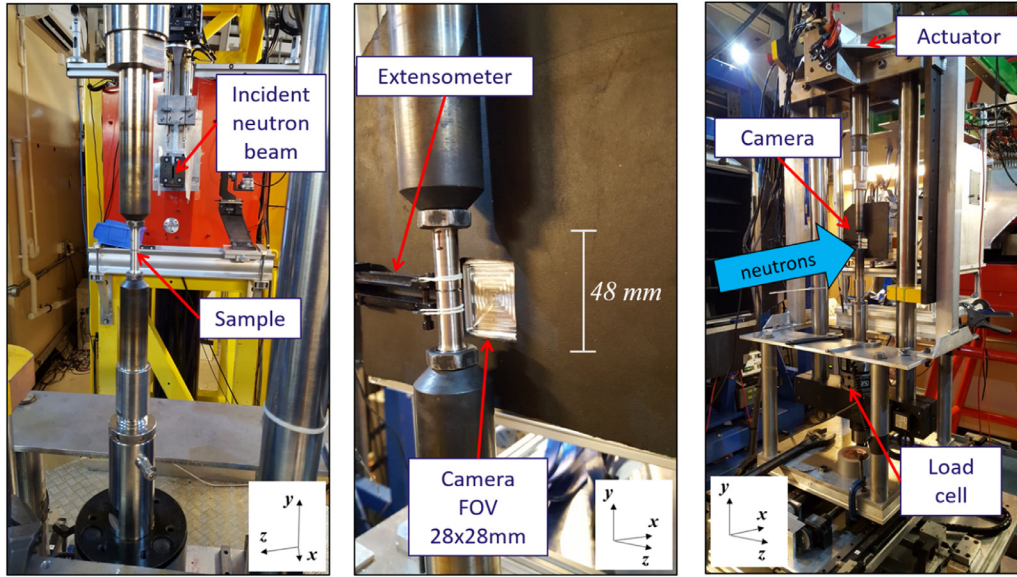 Incident
neutron
beam
Sample
y
z
x
Extensometer
48 mm
Camera
FOV
28x28mm
y
x
z
Actuator
Camera
neutrons
Load
cell
y
x
z